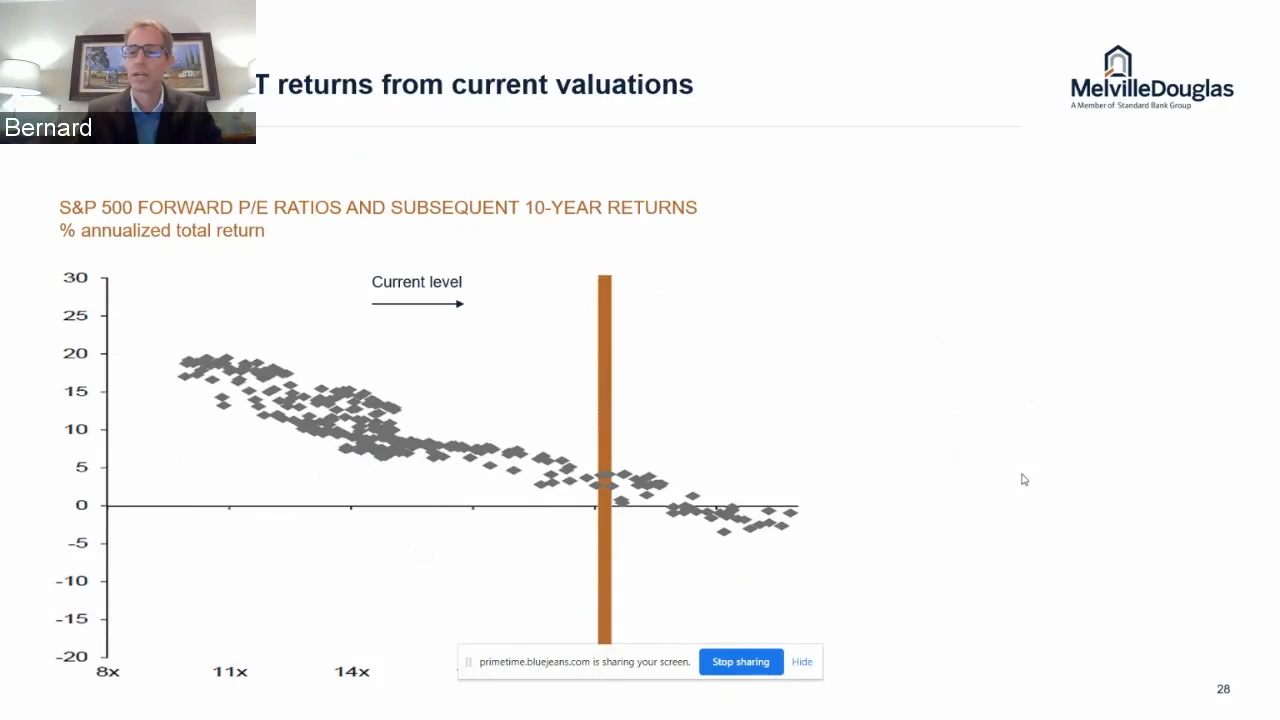 Bernard
T returns from current valuations
MelvilleDouglas
A Member of Standard Bank Group
S&P 500 FORWARD P/E RATIOS AND SUBSEQUENT 10-YEAR RETURNS
% annualized total return
Current level
30
25
20
15
10
5
0
-5
-10
-15
-20
8x 11x 14x
primetime.bluejeans.com is sharing your screen. Stop sharing Hide
28